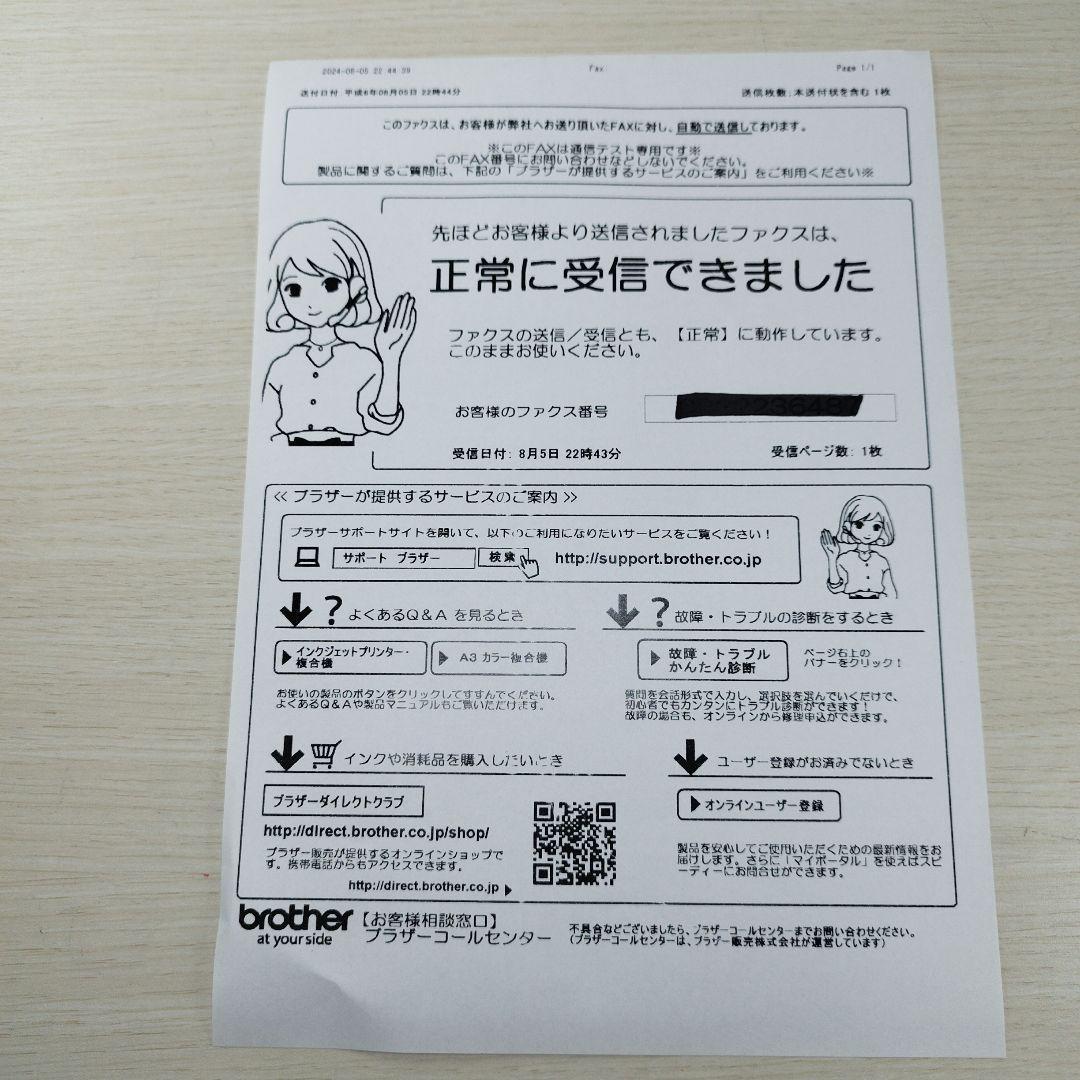 2024-08-05 22 44 39 Fax Page 1/1
送付日付 平成6年08月05日 22時44分 送信枚数:本送付状を含む 1枚
このファクスは、お客様が弊社へお送り頂いたFAXに対し、自動で送信しております。
※このFAXは通信テスト専用です※
このFAX番号にお問い合わせなどしないでください。
製品に関するご質問は、下記の「ブラザーが提供するサービスのご案内」をご利用ください※
先ほどお客様より送信されましたファクスは、
正常に受信できました
ファクスの送信/受信とも、【正常】に動作しています。
このままお使いください。
お客様のファクス番号
受信日付: 8月5日 22時43分 受信ページ数: 1枚
<< ブラザーが提供するサービスのご案内 >>
ブラザーサポートサイトを開いて、以下のご利用になりたいサービスをご覧ください!
サポート ブラザー 検索 http://support.brother.co.jp
?よくあるQ&A を見るとき
?故障・トラブルの診断をするとき
インクジェットプリンター・
複合機
A3 カラー複合機
故障・トラブル
かんたん診断
ページ右上の
バナーをクリック!
お使いの製品のボタンをクリックしてすすんでください。
よくあるQ&Aや製品マニュアルもご覧いただけます。
質問を会話形式で入力し、選択肢を選んでいくだけで、
初心者でもカンタンにトラブル診断ができます!
故障の場合も、オンラインから修理申込ができます。
インクや消耗品を購入したいとき
ユーザー登録がお済みでないとき
ブラザーダイレクトクラブ
オンラインユーザー登録
http://direct.brother.co.jp/shop/
ブラザー販売が提供するオンラインショップで
す。携帯電話からもアクセスできます。
http://direct.brother.co.jp
製品を安心してご使用いただくための最新情報をお
届けします。さらに「マイポータル」を使えばスピ
ーディーにお問合せができます。
brother
at your side
【お客様相談窓口】
ブラザーコールセンター
不具合などございましたら、ブラザーコールセンターまでお問い合わせください。
(ブラザーコールセンターは、ブラザー販売株式会社が運営しています)